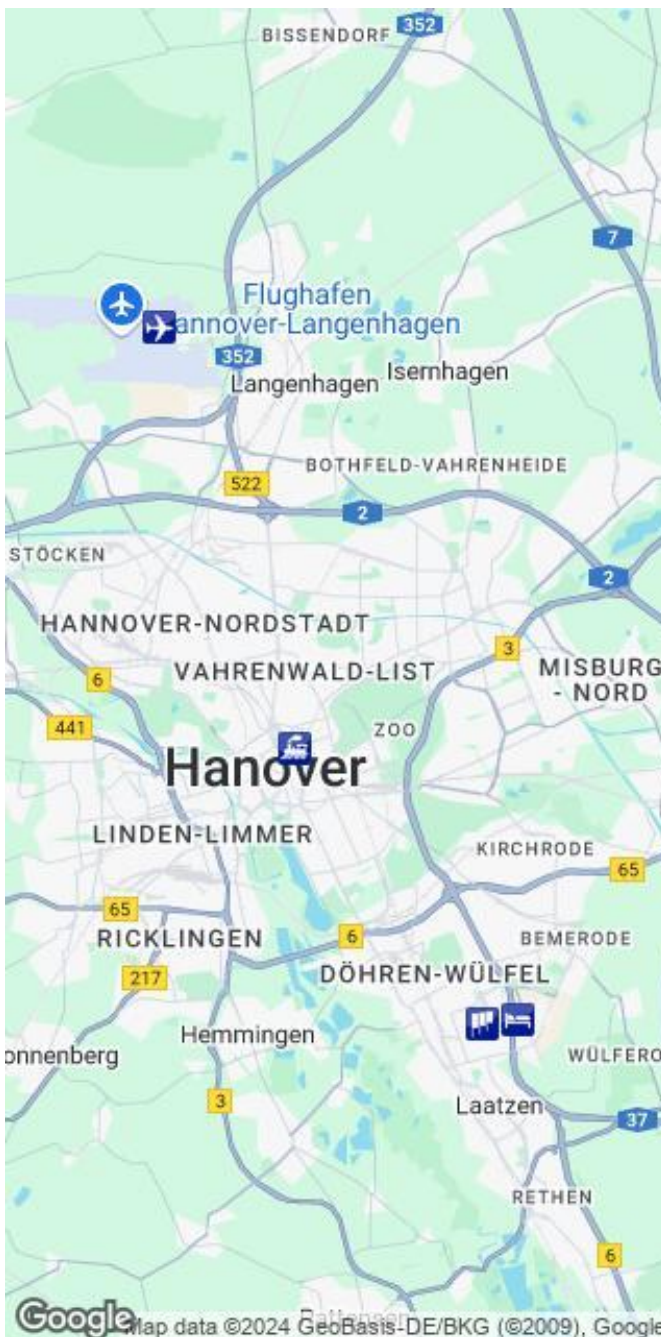 BISSENDORF
352
7
Flughafen
annover-Langenhagen
352
Langenhagen
Isernhagen
BOTHFELD-VAHRENHEIDE
522
2
STÖCKEN
2
HANNOVER-NORDSTADT
3
VAHRENWALD-LIST
MISBURG
- NORD
6
441
ZOO
Hanover
LINDEN-LIMMER
KIRCHRODE
65
65
RICKLINGEN
6
BEMERODE
217
DÖHREN-WÜLFEL
Hemmingen
onnenberg
WÜLFERO
3
Laatzen
37
RETHEN
6
Google
Map data ©2024 GeoBasis-DE/BKG (©2009), Google